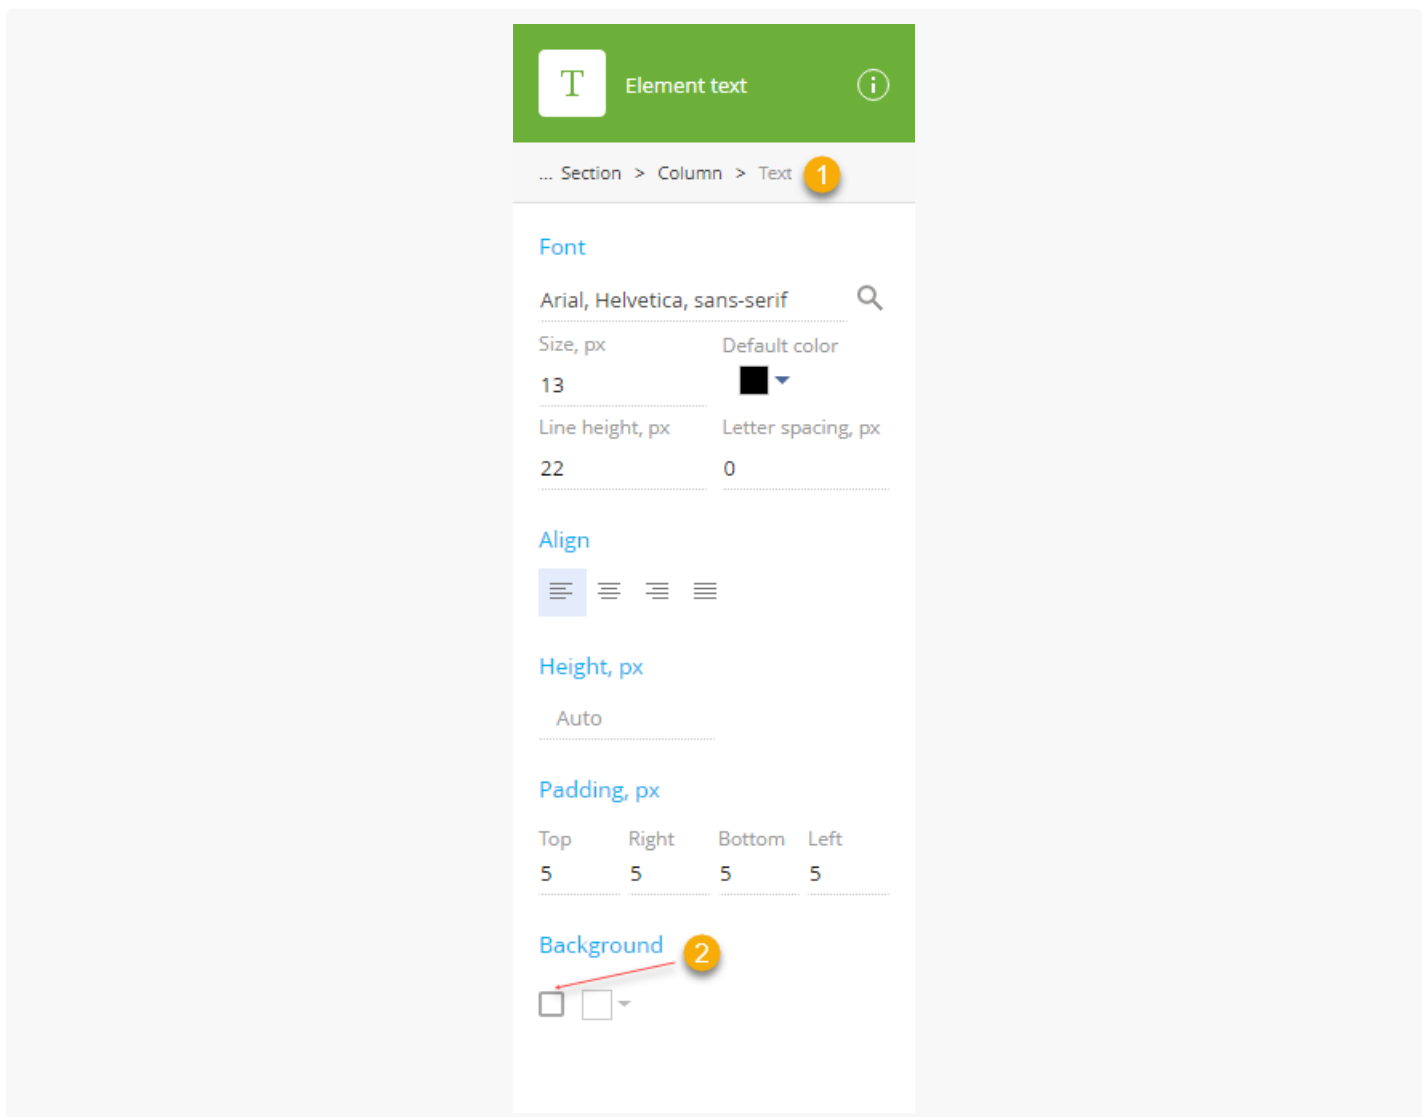 T Element text i
... Section > Column > Text 1
Font
Arial, Helvetica, sans-serif
Size, px Default color
13
Line height, px Letter spacing, px
22 0
Align
Height, px
Auto
Padding, px
Top Right Bottom Left
5 5 5 5
Background 2